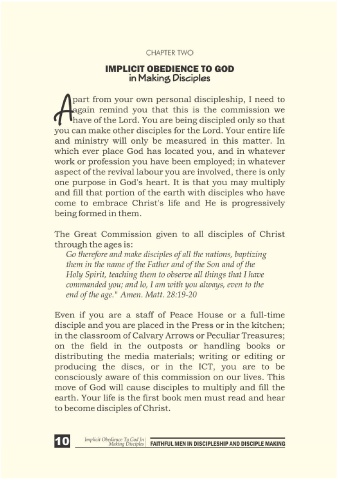 CHAPTER TWO
IMPLICIT OBEDIENCE TO GOD
in Making Disciples
Apart from your own personal discipleship, I need to
again remind you that this is the commission we
have of the Lord. You are being discipled only so that
you can make other disciples for the Lord. Your entire life
and ministry will only be measured in this matter. In
which ever place God has located you, and in whatever
work or profession you have been employed; in whatever
aspect of the revival labour you are involved, there is only
one purpose in God's heart. It is that you may multiply
and fill that portion of the earth with disciples who have
come to embrace Christ's life and He is progressively
being formed in them.
The Great Commission given to all disciples of Christ
through the ages is:
Go therefore and make disciples of all the nations, baptizing
them in the name of the Father and of the Son and of the
Holy Spirit, teaching them to observe all things that I have
commanded you; and lo, I am with you always, even to the
end of the age." Amen. Matt. 28:19-20
Even if you are a staff of Peace House or a full-time
disciple and you are placed in the Press or in the kitchen;
in the classroom of Calvary Arrows or Peculiar Treasures;
on the field in the outposts or handling books or
distributing the media materials; writing or editing or
producing the discs, or in the ICT, you are to be
consciously aware of this commission on our lives. This
move of God will cause disciples to multiply and fill the
earth. Your life is the first book men must read and hear
to become disciples of Christ.
10
Implicit Obedience To God In
Making Disciples
FAITHFUL MEN IN DISCIPLESHIP AND DISCIPLE MAKING